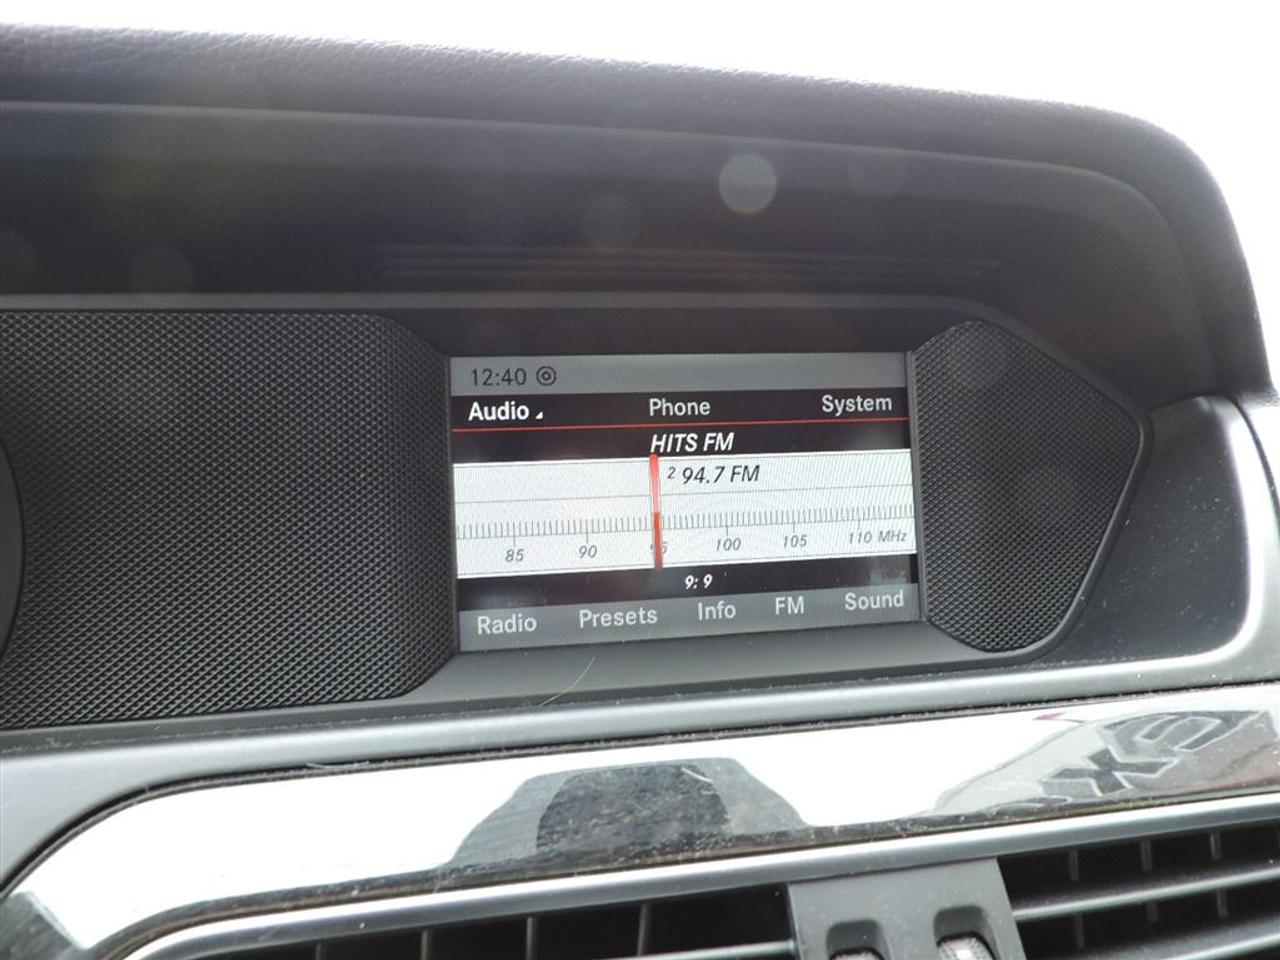 12:40
Audio Phone System
HITS FM
2 94.7 FM
85 90 95 100 105 110 MHz
9: 9
Radio Presets Info FM Sound